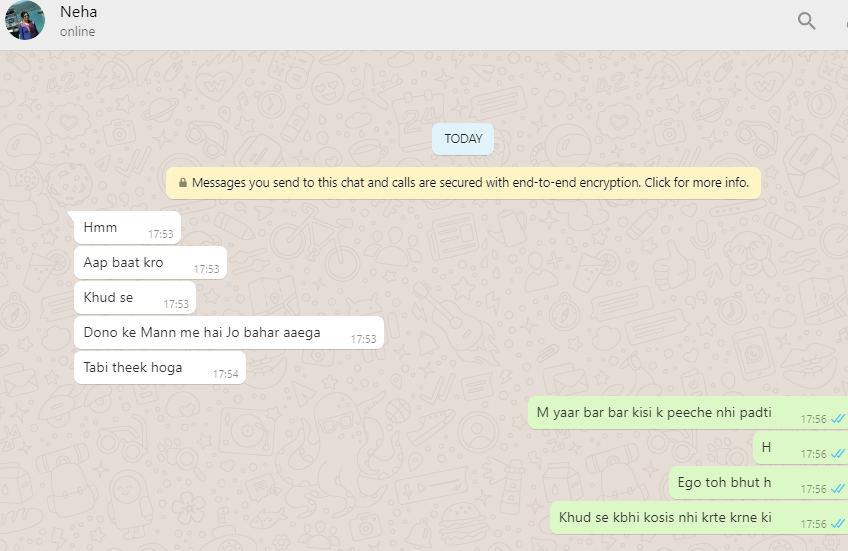 Neha
online
TODAY
Messages you send to this chat and calls are secured with end-to-end encryption. Click for more info.
Hmm 17:53
Aap baat kro 17:53
Khud se 17:53
Dono ke Mann me hai Jo bahar aaega 17:53
Tabi theek hoga 17:54
M yaar bar bar kisi k peeche nhi padti 17:56
H 17:56
Ego toh bhut h 17:56
Khud se kbhi kosis nhi krte krne ki 17:56